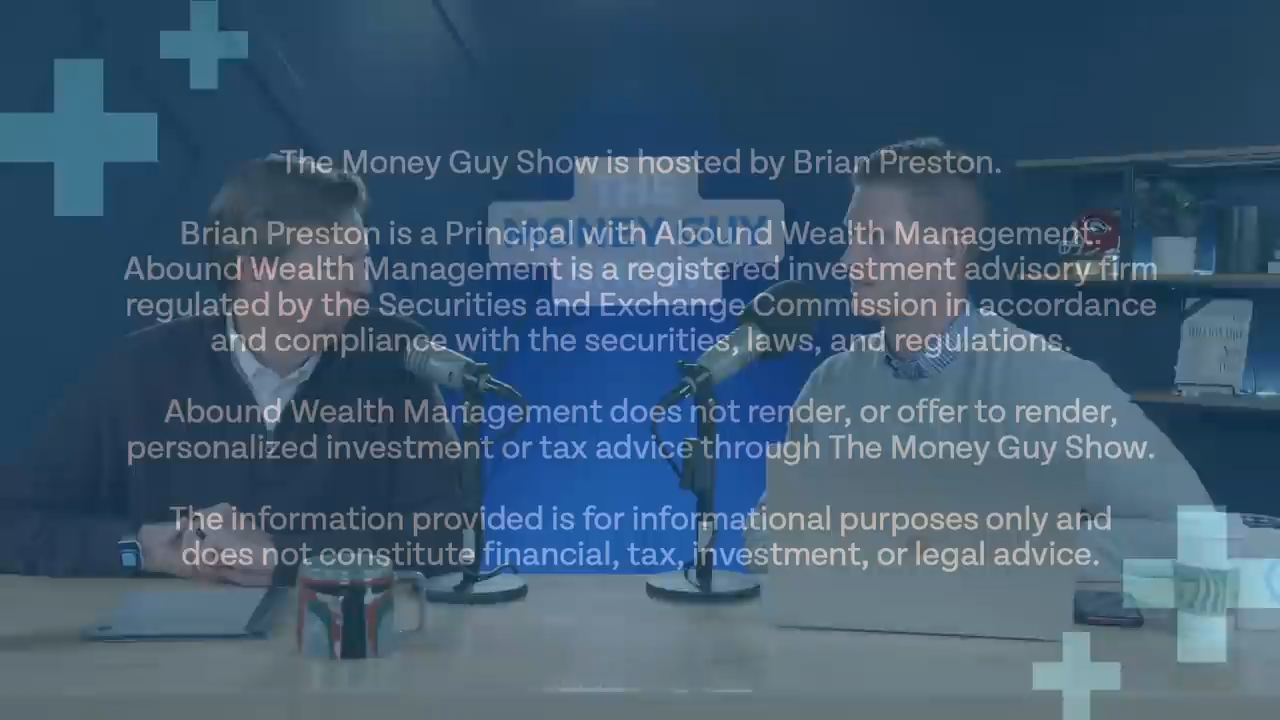 The Money Guy Show is hosted by Brian Preston.
THE
MONEY GUY
Brian Preston is a Principal with Abound Wealth Management.
Abound Wealth Management is a registered investment advisory firm
regulated by the Securities and Exchange Commission in accordance
and compliance with the securities, laws, and regulations.
Abound Wealth Management does not render, or offer to render,
personalized investment or tax advice through The Money Guy Show.
The information provided is for informational purposes only and
does not constitute financial, tax, investment, or legal advice.